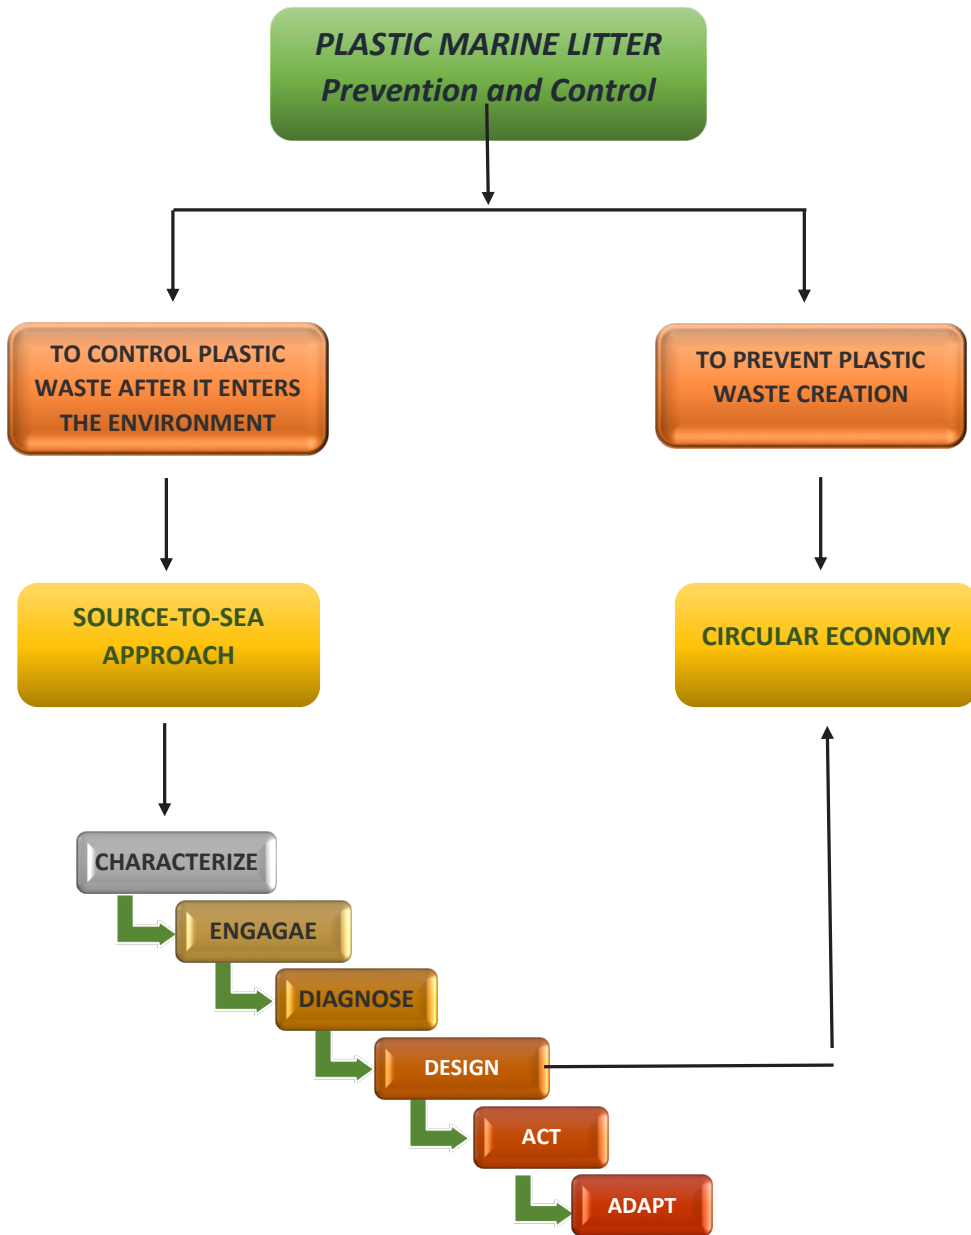 PLASTIC MARINE LITTER
Prevention and Control
TO CONTROL PLASTIC
WASTE AFTER IT ENTERS
THE ENVIRONMENT
TO PREVENT PLASTIC
WASTE CREATION
SOURCE-TO-SEA
APPROACH
CIRCULAR ECONOMY
CHARACTERIZE
ENGAGAE
DIAGNOSE
DESIGN
ACT
ADAPT